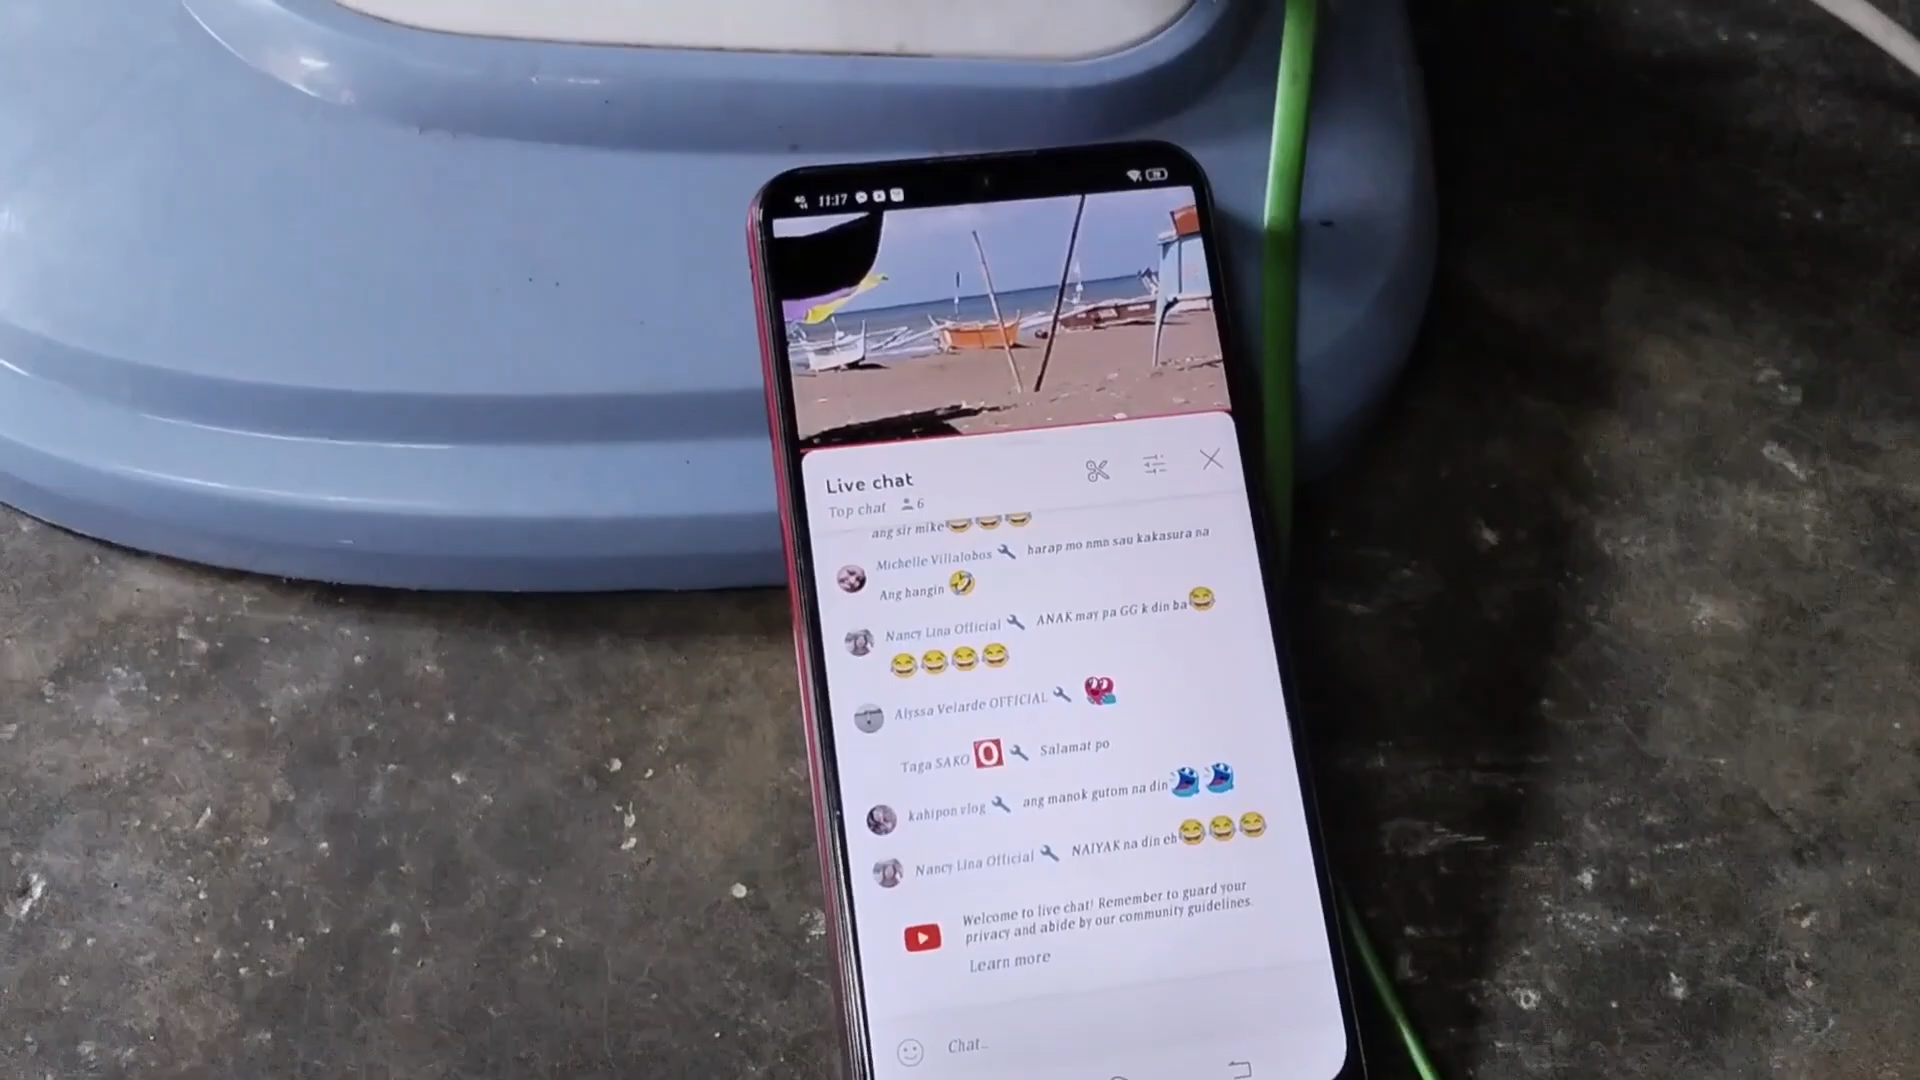 11:17
Live chat
Top chat 6
ang sir mike😂😂😂
Michelle Villalobos harap mo nmn sau kakasura na
Ang hangin 🤣
Nancy Lina Official ANAK may pa GG k din ba😂
😂😂😂😂
Alyssa Velarde OFFICIAL
Taga SAKO 🅾 Salamat po
kahipon vlog ang manok gutom na din
Nancy Lina Official NAIYAK na din eh😂😂😂
Welcome to live chat! Remember to guard your
privacy and abide by our community guidelines.
Learn more
Chat...